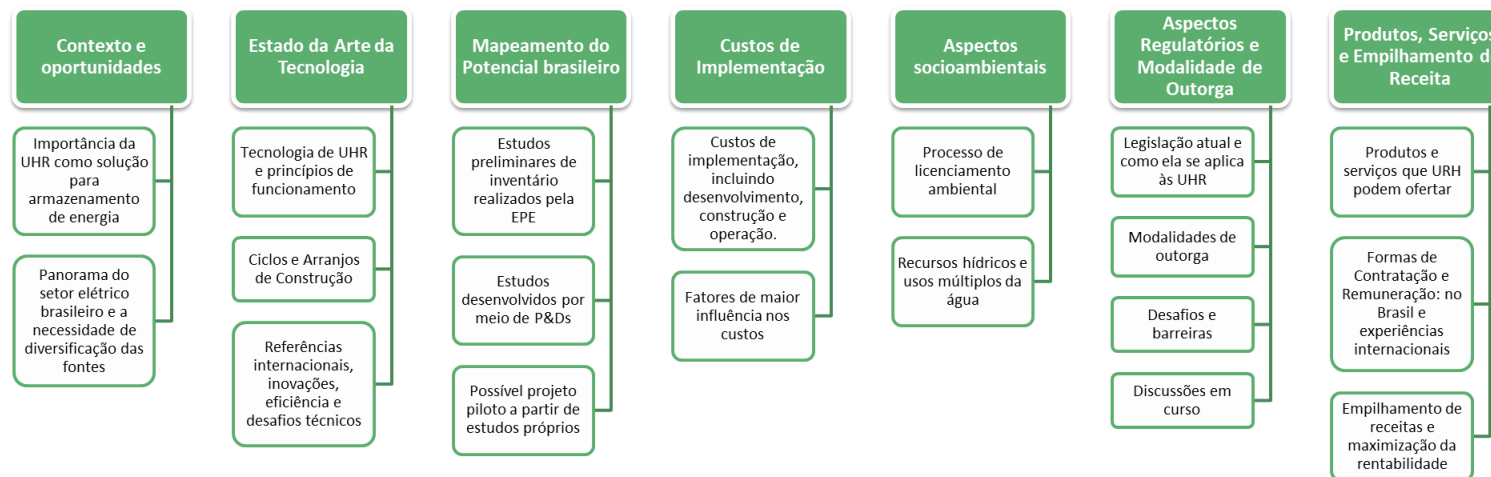 Contexto e
oportunidades
Importância da
UHR como solução
para
armazenamento
de energia
Panorama do
setor elétrico
brasileiro e a
necessidade de
diversificação das
fontes
Estado da Arte da
Tecnologia
Tecnologia de UHR
e princípios de
funcionamento
Ciclos e Arranjos
de Construção
Referências
internacionais,
inovações,
eficiência e
desafios técnicos
Mapeamento do
Potencial brasileiro
Estudos
preliminares de
inventário
realizados pela
EPE
Estudos
desenvolvidos por
meio de P&Ds
Possível projeto
piloto a partir de
estudos próprios
Custos de
Implementação
Custos de
implementação,
incluindo
desenvolvimento,
construção e
operação.
Fatores de maior
influência nos
custos
Aspectos
socioambientais
Processo de
licenciamento
ambiental
Recursos hídricos e
usos múltiplos da
água
Aspectos
Regulatórios e
Modalidade de
Outorga
Legislação atual e
como ela se aplica
às UHR
Modalidades de
outorga
Desafios e
barreiras
Discussões em
curso
Produtos, Serviços
e Empilhamento de
Receita
Produtos e
serviços que URH
podem ofertar
Formas de
Contratação e
Remuneração: no
Brasil e
experiências
internacionais
Empilhamento de
receitas e
maximização da
rentabilidade